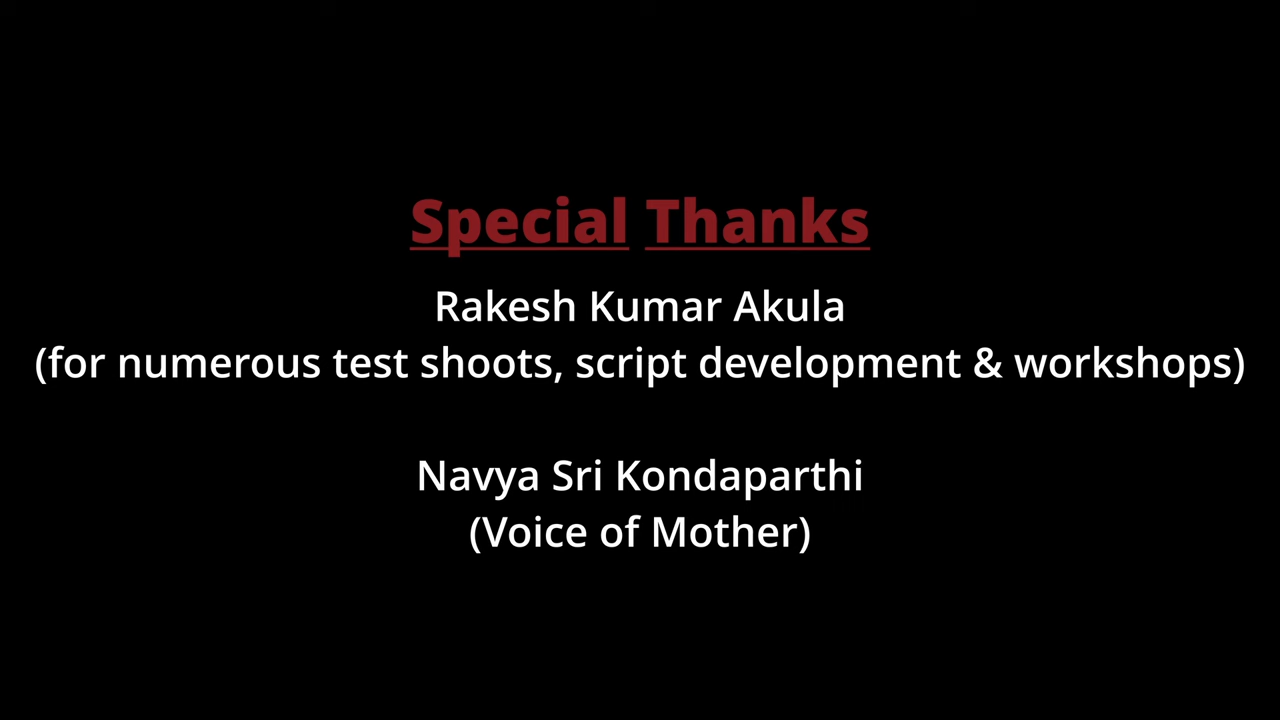 Special Thanks
Rakesh Kumar Akula
(for numerous test shoots, script development & workshops)
Navya Sri Kondaparthi
(Voice of Mother)